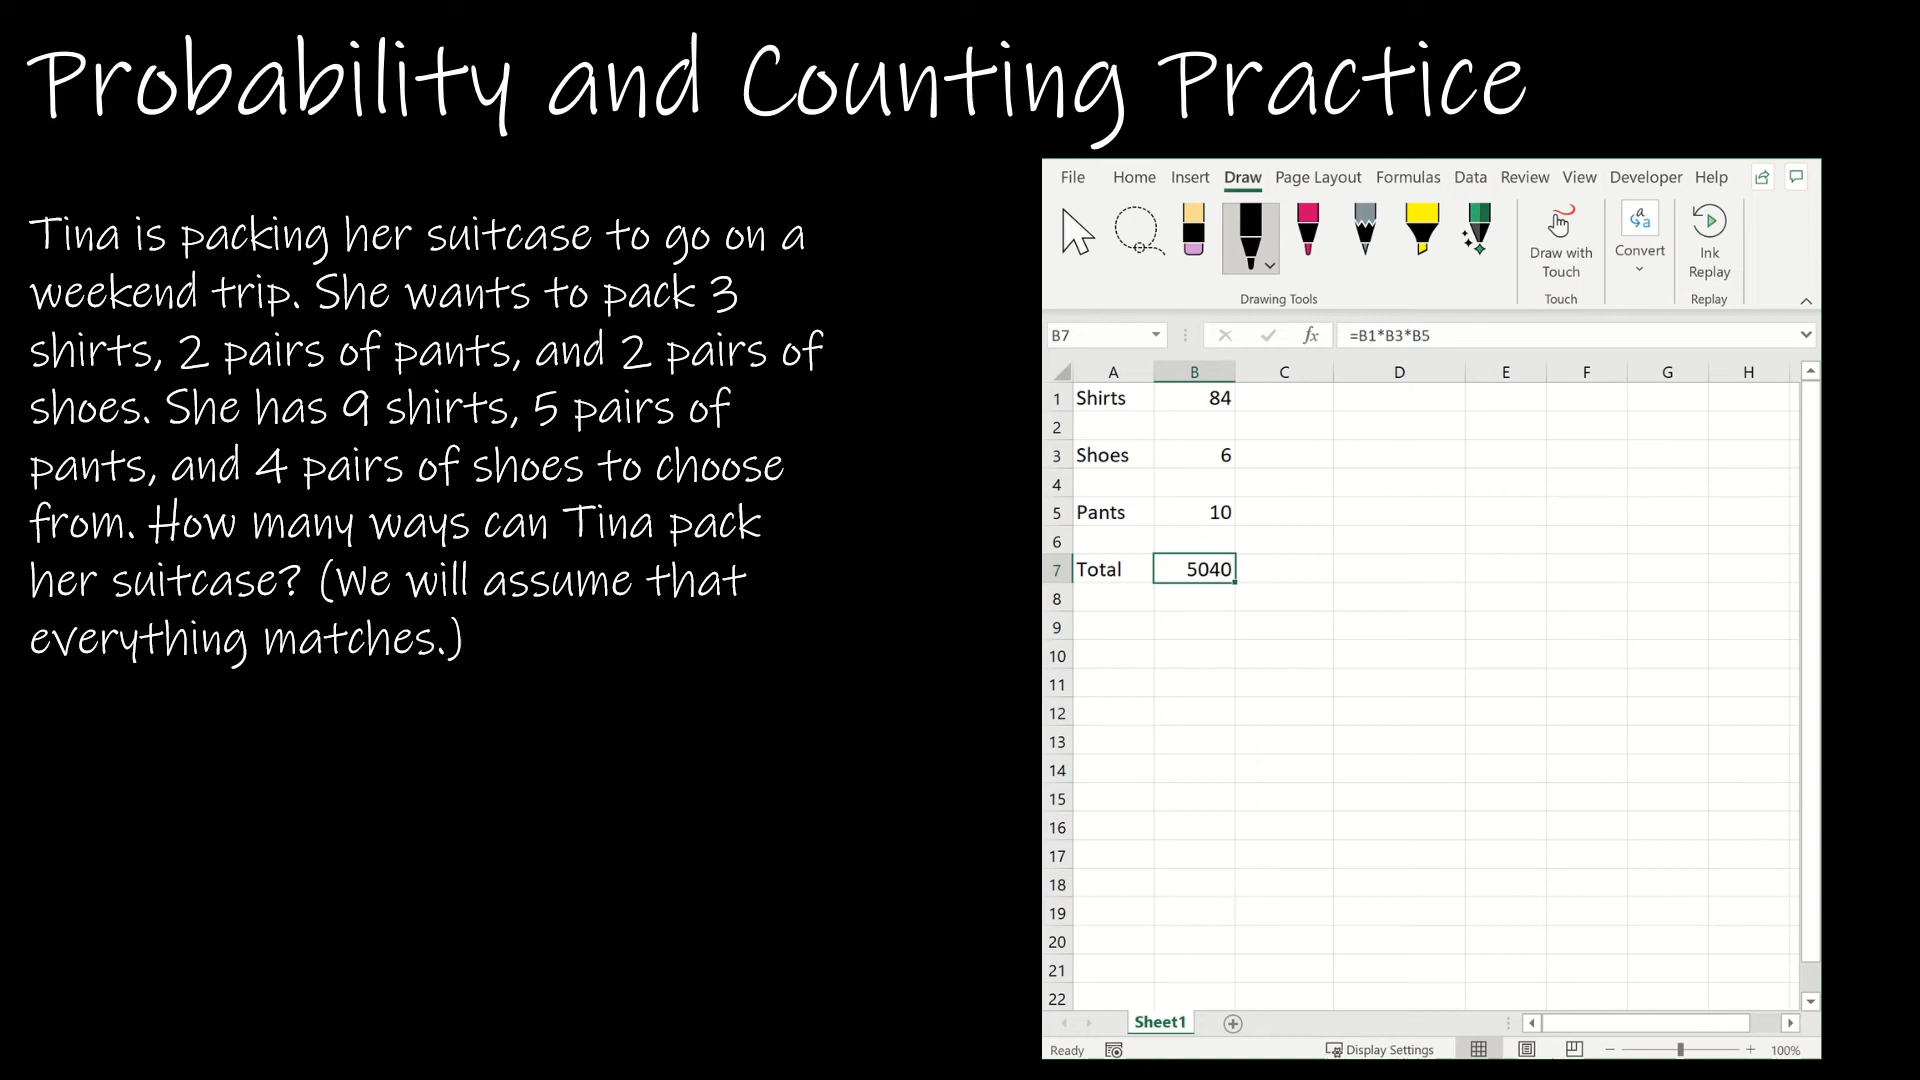 Probability and Counting Practice
Tina is packing her suitcase to go on a
weekend trip. She wants to pack 3
shirts, 2 pairs of pants, and 2 pairs of
shoes. She has 9 shirts, 5 pairs of
pants, and 4 pairs of shoes to choose
from. How many ways can Tina pack
her suitcase? (We will assume that
everything matches.)
File Home Insert Draw Page Layout Formulas Data Review View Developer Help
Draw with Touch
Convert
Ink Replay
Drawing Tools Touch Replay
B7 fx =B1*B3*B5
A B C D E F G H
1 Shirts 84
2
3 Shoes 6
4
5 Pants 10
6
7 Total 5040
8
9
10
11
12
13
14
15
16
17
18
19
20
21
22
Sheet1
Ready Display Settings 100%